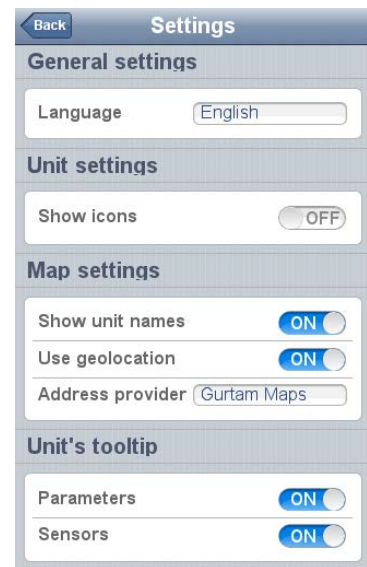 Back Settings
General settings
Language English
Unit settings
Show icons OFF
Map settings
Show unit names ON
Use geolocation ON
Address provider Gurtam Maps
Unit's tooltip
Parameters ON
Sensors ON